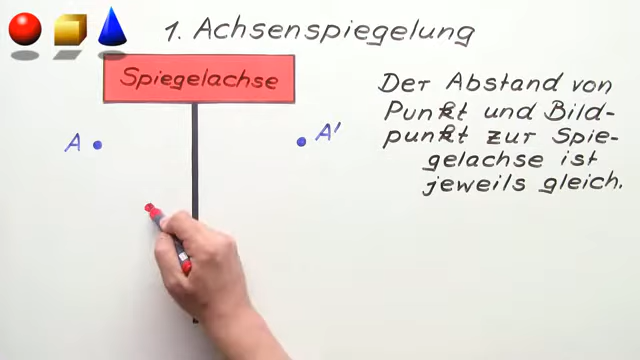 1. Achsenspiegelung
Spiegelachse
A
A'
Der Abstand von
Punkt und Bild-
punkt zur Spie-
gelachse ist
jeweils gleich.